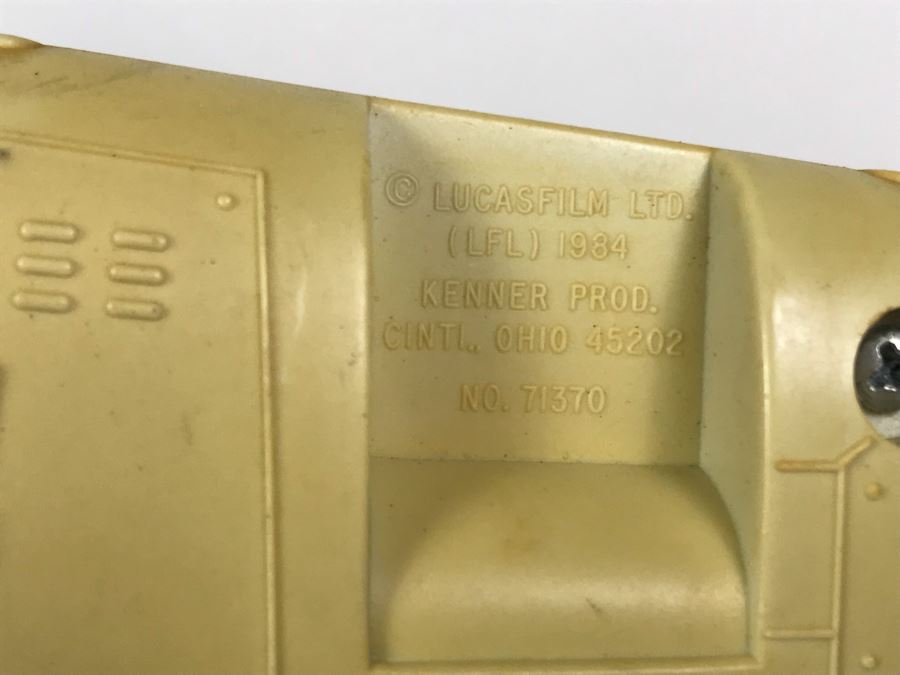 © LUCASFILM LTD.
(LFL) 1984
KENNER PROD.
CINTI., OHIO 45202
NO. 71370